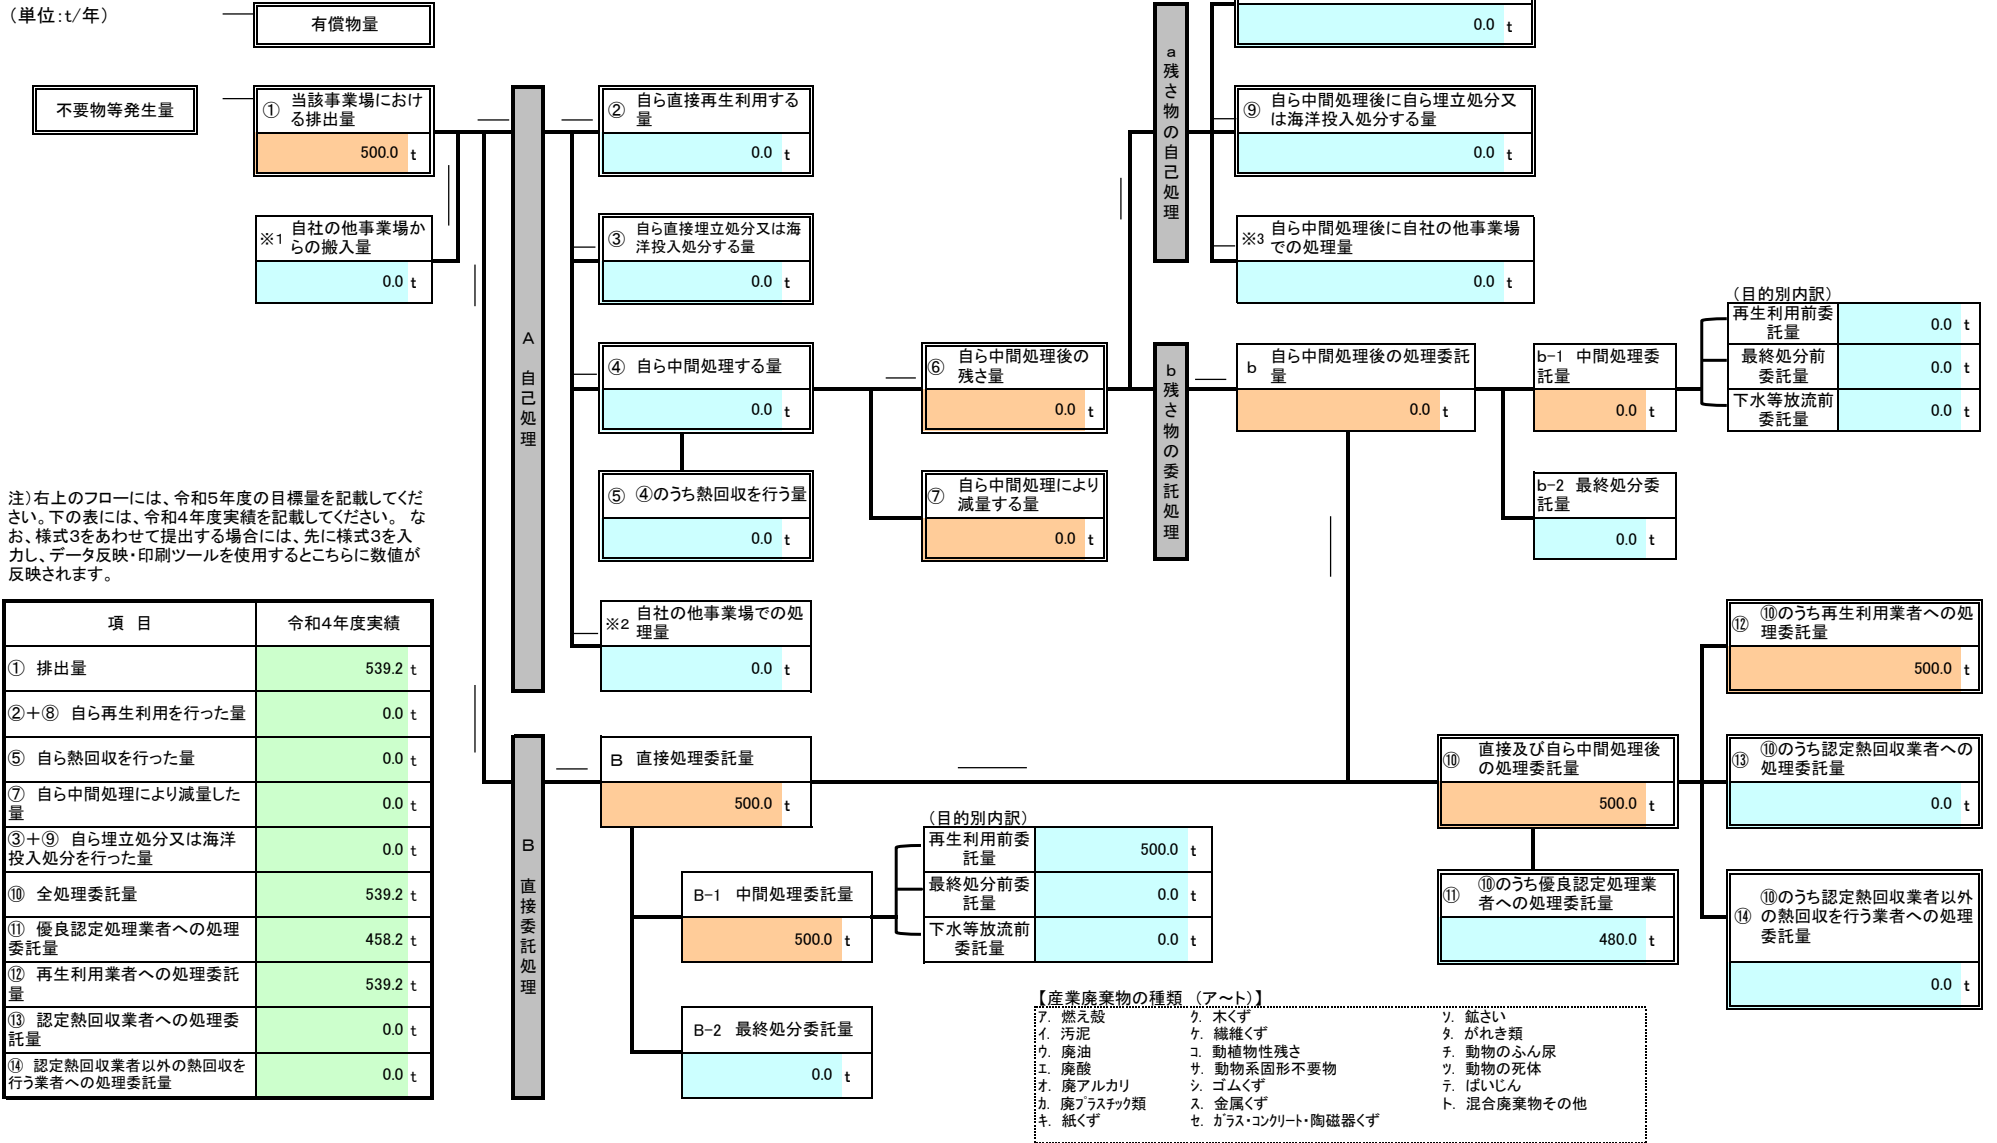 (単位:t/年)
有償物量
0.0 t
不要物等発生量
① 当該事業場におけ
る排出量
500.0 t
※1 自社の他事業場か
らの搬入量
0.0 t
A 自己処理
② 自ら直接再生利用する
量
0.0 t
③ 自ら直接埋立処分又は海
洋投入処分する量
0.0 t
④ 自ら中間処理する量
0.0 t
⑤ ④のうち熱回収を行う量
0.0 t
※2 自社の他事業場での処
理量
0.0 t
⑥ 自ら中間処理後の
残さ量
0.0 t
⑦ 自ら中間処理により
減量する量
0.0 t
a 残さ物の自己処理
⑨ 自ら中間処理後に自ら埋立処分又
は海洋投入処分する量
0.0 t
※3 自ら中間処理後に自社の他事業場
での処理量
0.0 t
b 残さ物の委託処理
b 自ら中間処理後の処理委託
量
0.0 t
b-1 中間処理委
託量
0.0 t
b-2 最終処分委
託量
0.0 t
(目的別内訳)
再生利用前委
託量
0.0 t
最終処分前
委託量
0.0 t
下水等放流前
委託量
0.0 t
注)右上のフローには、令和5年度の目標量を記載してくだ
さい。下の表には、令和4年度実績を記載してください。 な
お、様式3をあわせて提出する場合には、先に様式3を入
力し、データ反映・印刷ツールを使用するとこちらに数値が
反映されます。
項 目 令和4年度実績
① 排出量 539.2 t
②+⑧ 自ら再生利用を行った量 0.0 t
⑤ 自ら熱回収を行った量 0.0 t
⑦ 自ら中間処理により減量した
量 0.0 t
③+⑨ 自ら埋立処分又は海洋
投入処分を行った量 0.0 t
⑩ 全処理委託量 539.2 t
⑪ 優良認定処理業者への処理
委託量 458.2 t
⑫ 再生利用業者への処理委託
量 539.2 t
⑬ 認定熱回収業者への処理委
託量 0.0 t
⑭ 認定熱回収業者以外の熱回収を
行う業者への処理委託量 0.0 t
B 直接委託処理
B 直接処理委託量
500.0 t
B-1 中間処理委託量
500.0 t
B-2 最終処分委託量
0.0 t
(目的別内訳)
再生利用前委
託量
500.0 t
最終処分前委
託量
0.0 t
下水等放流前
委託量
0.0 t
⑩ 直接及び自ら中間処理後
の処理委託量
500.0 t
⑪ ⑩のうち優良認定処理業
者への処理委託量
480.0 t
⑫ ⑩のうち再生利用業者への処
理委託量
500.0 t
⑬ ⑩のうち認定熱回収業者への
処理委託量
0.0 t
⑭ ⑩のうち認定熱回収業者以外
の熱回収を行う業者への処理
委託量
0.0 t
【産業廃棄物の種類 (ア~ト)】
ア. 燃え殻 ク. 木くず ソ. 鉱さい
イ. 汚泥 ケ. 繊維くず タ. がれき類
ウ. 廃油 コ. 動植物性残さ チ. 動物のふん尿
エ. 廃酸 サ. 動物系固形不要物 ツ. 動物の死体
オ. 廃アルカリ シ. ゴムくず テ. ばいじん
カ. 廃プラスチック類 ス. 金属くず ト. 混合廃棄物その他
キ. 紙くず セ. ガラス・コンクリート・陶磁器くず